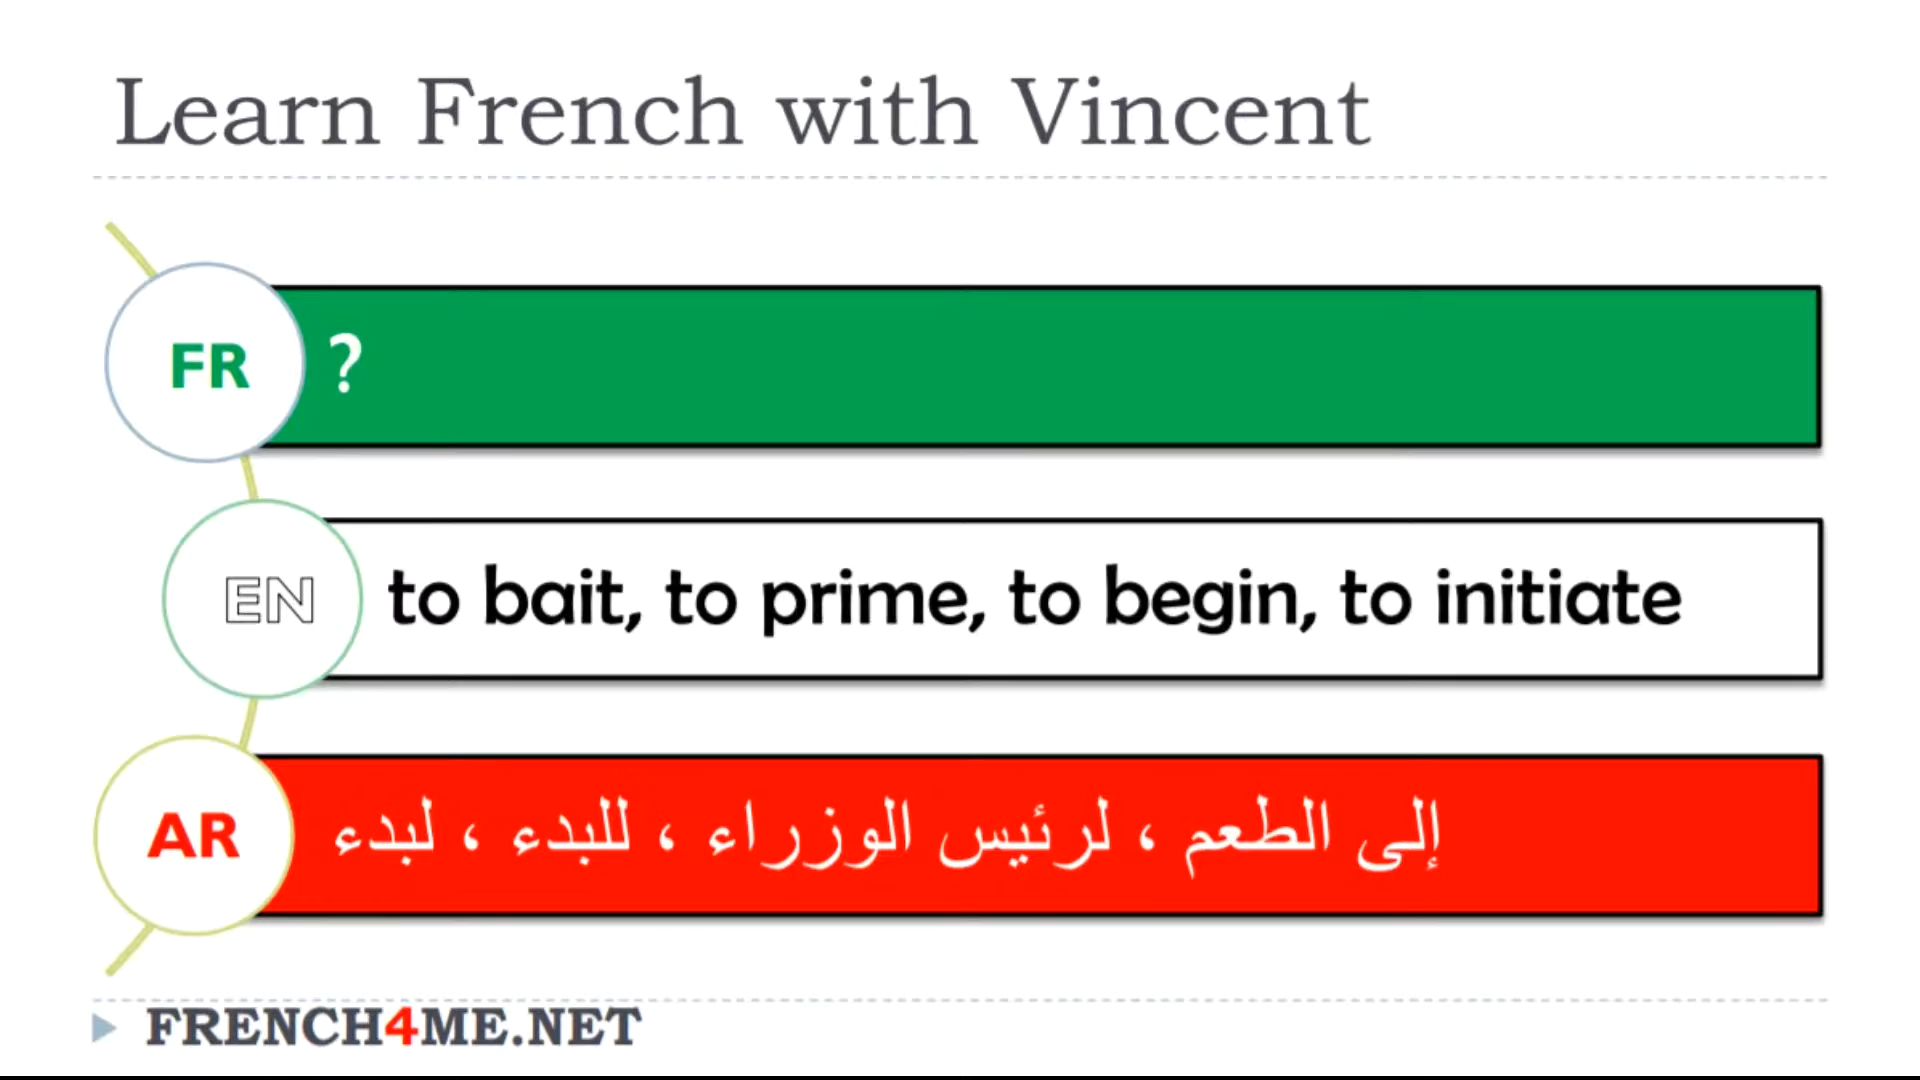 Learn French with Vincent
FR
?
EN
to bait, to prime, to begin, to initiate
AR
إلى الطعم ، لرئيس الوزراء ، للبدء ، لبدء
FRENCH4ME.NET